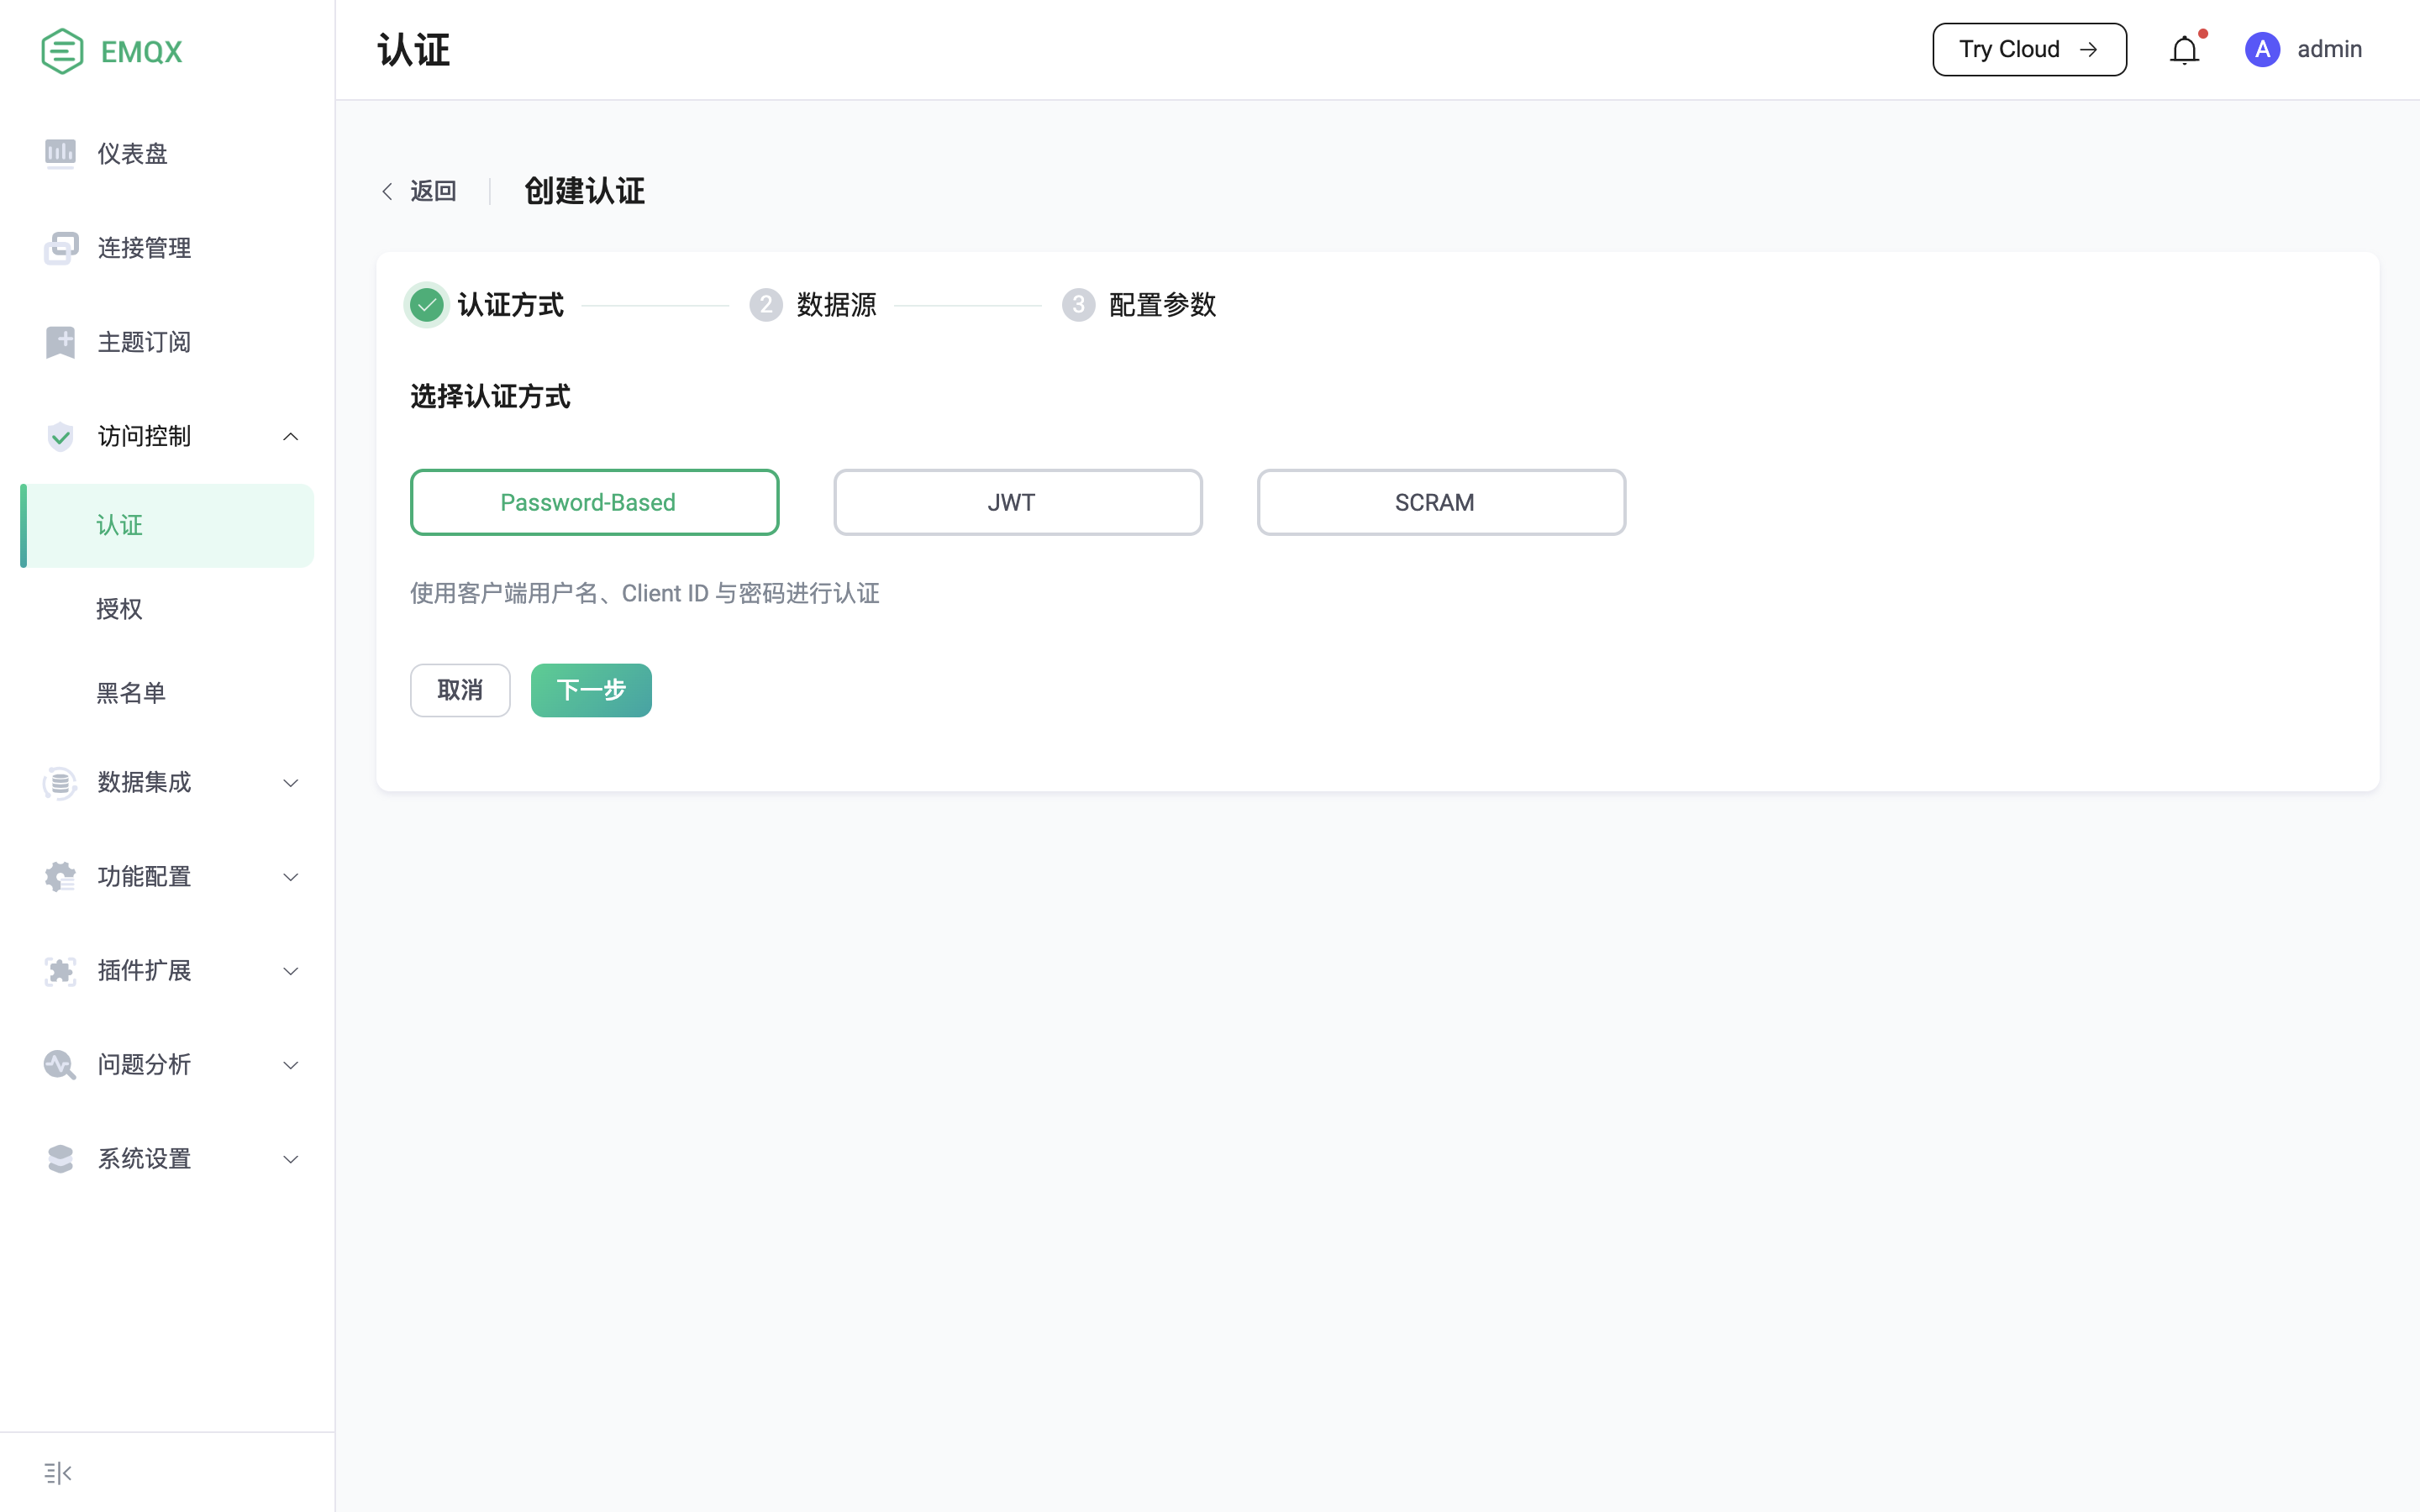 EMQX
仪表盘
连接管理
主题订阅
访问控制
认证
授权
黑名单
数据集成
功能配置
插件扩展
问题分析
系统设置
认证
Try Cloud →
A admin
返回
创建认证
认证方式
2 数据源
3 配置参数
选择认证方式
Password-Based
JWT
SCRAM
使用客户端用户名、Client ID 与密码进行认证
取消
下一步